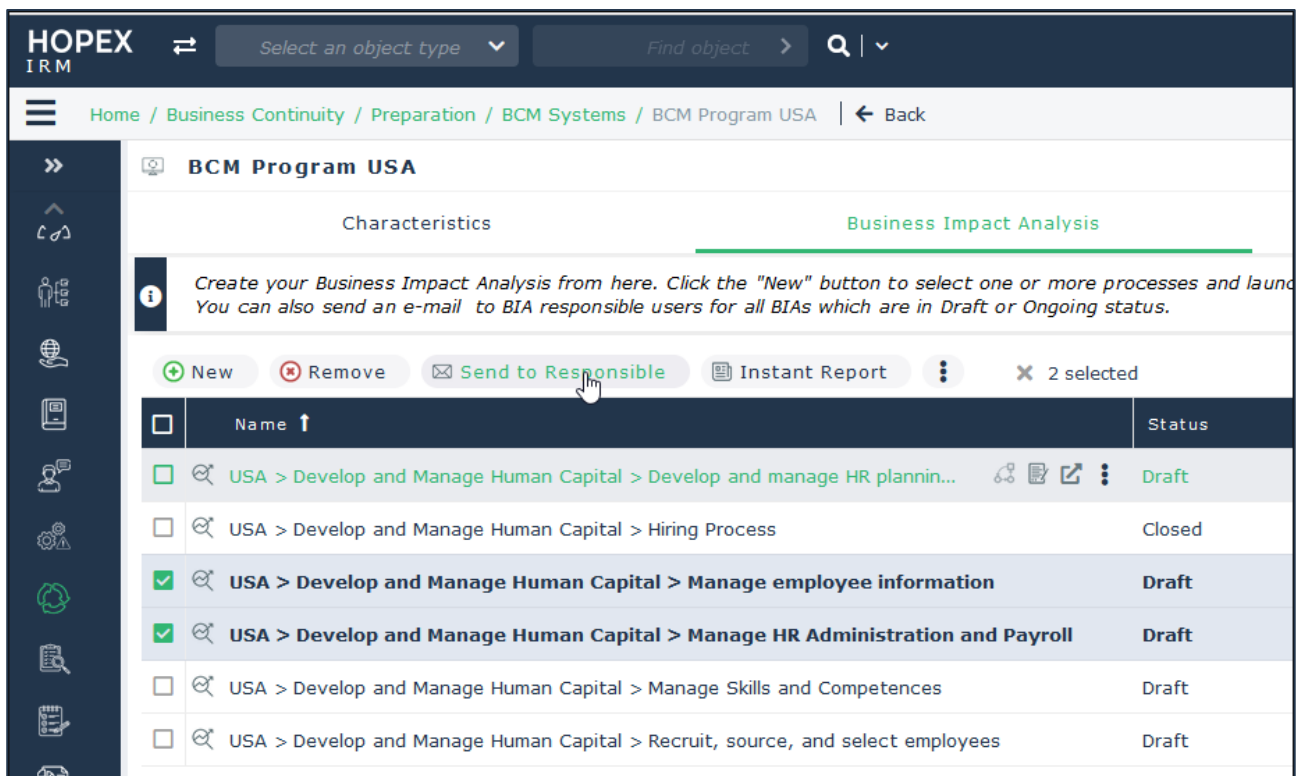 HOPEX
IRM
Select an object type
Find object
Home / Business Continuity / Preparation / BCM Systems / BCM Program USA | Back
BCM Program USA
Characteristics
Business Impact Analysis
Create your Business Impact Analysis from here. Click the "New" button to select one or more processes and
You can also send an e-mail to BIA responsible users for all BIAs which are in Draft or Ongoing status.
New
Remove
Send to Responsible
Instant Report
2 selected
Name
Status
USA > Develop and Manage Human Capital > Develop and manage HR plannin...
Draft
USA > Develop and Manage Human Capital > Hiring Process
Closed
USA > Develop and Manage Human Capital > Manage employee information
Draft
USA > Develop and Manage Human Capital > Manage HR Administration and Payroll
Draft
USA > Develop and Manage Human Capital > Manage Skills and Competences
Draft
USA > Develop and Manage Human Capital > Recruit, source, and select employees
Draft